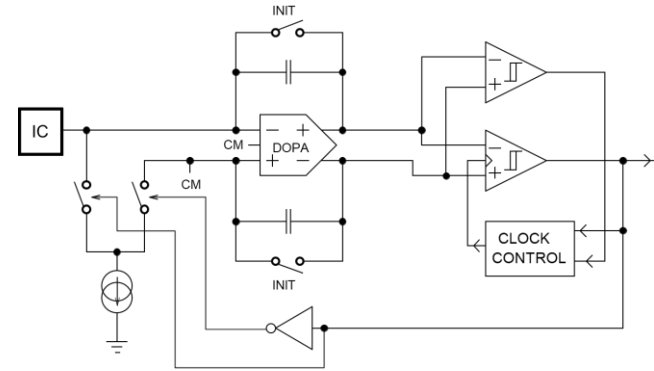 INIT
IC
CM
DOPA
CM
INIT
CLOCK
CONTROL